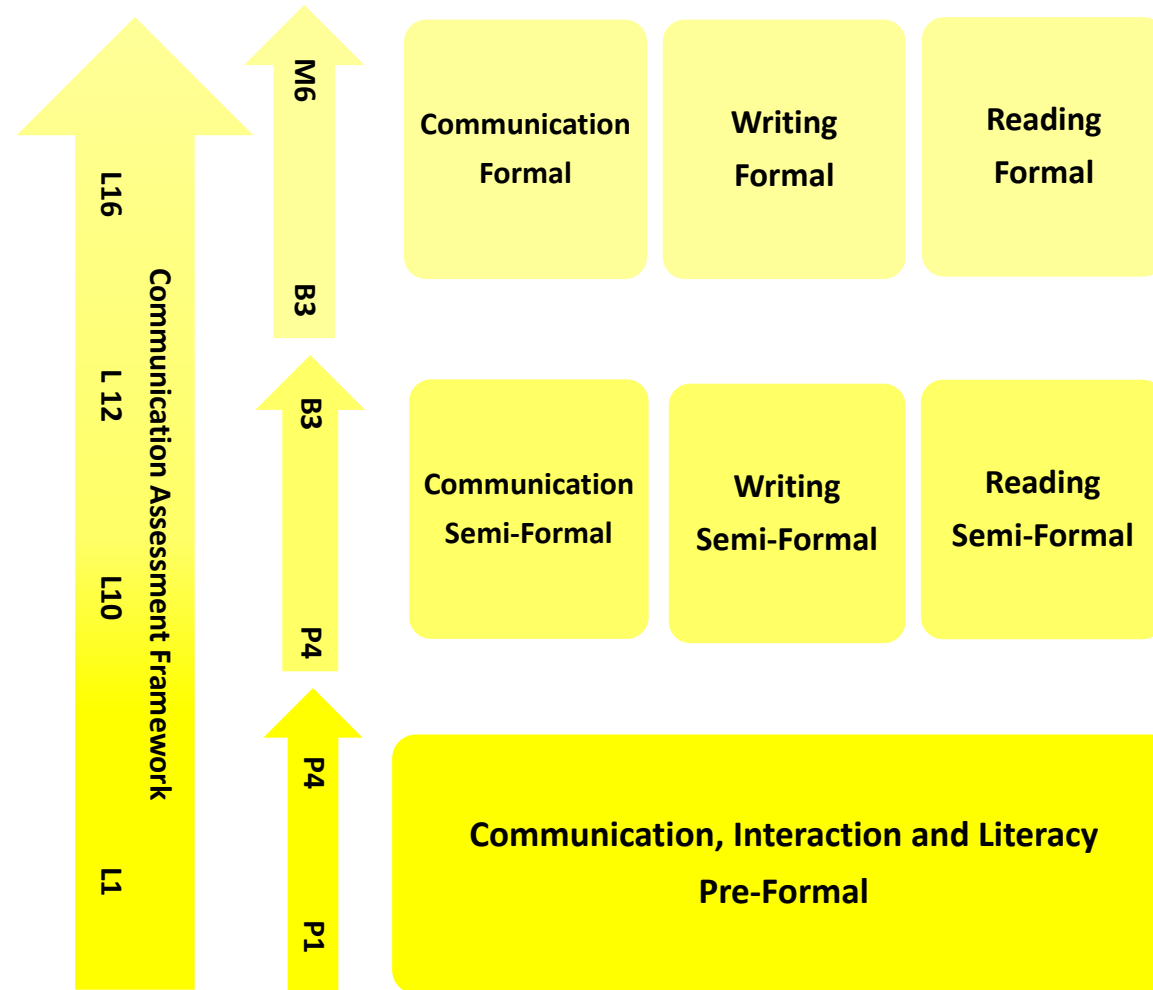 L16
L 12
L10
L1
Communication Assessment Framework
M6
B3
B3
P4
P4
P1
Communication
Formal
Writing
Formal
Reading
Formal
Communication
Semi-Formal
Writing
Semi-Formal
Reading
Semi-Formal
Communication, Interaction and Literacy
Pre-Formal